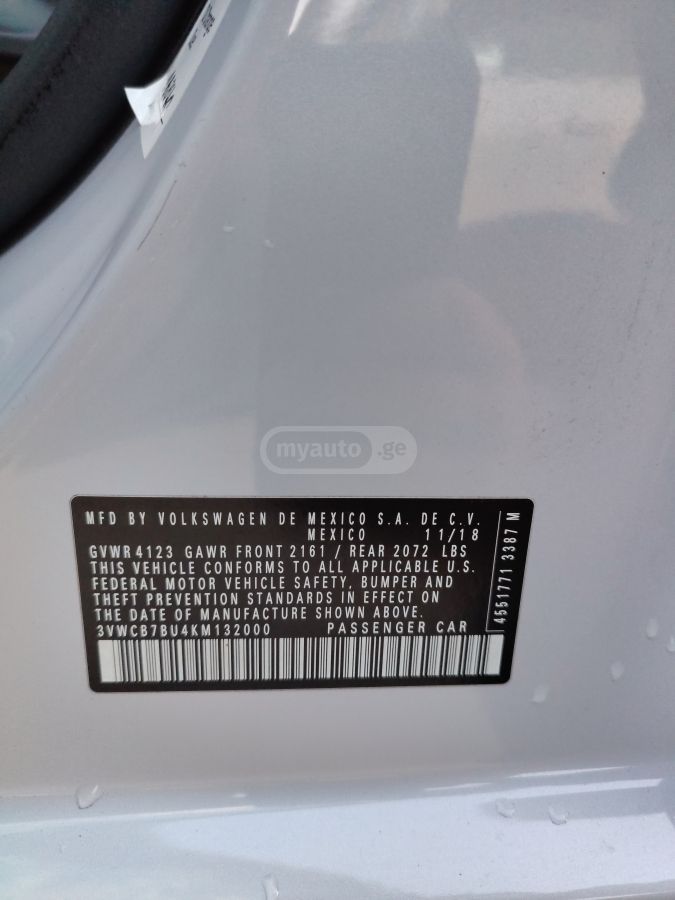 myauto.ge
MFD BY VOLKSWAGEN DE MEXICO S.A. DE C.V.
MEXICO 11/18
GVWR 4123 GAWR FRONT 2161 / REAR 2072 LBS
THIS VEHICLE CONFORMS TO ALL APPLICABLE U.S.
FEDERAL MOTOR VEHICLE SAFETY, BUMPER AND
THEFT PREVENTION STANDARDS IN EFFECT ON
THE DATE OF MANUFACTURE SHOWN ABOVE.
3VWCB7BU4KM132000 PASSENGER CAR
4551771 3387 M